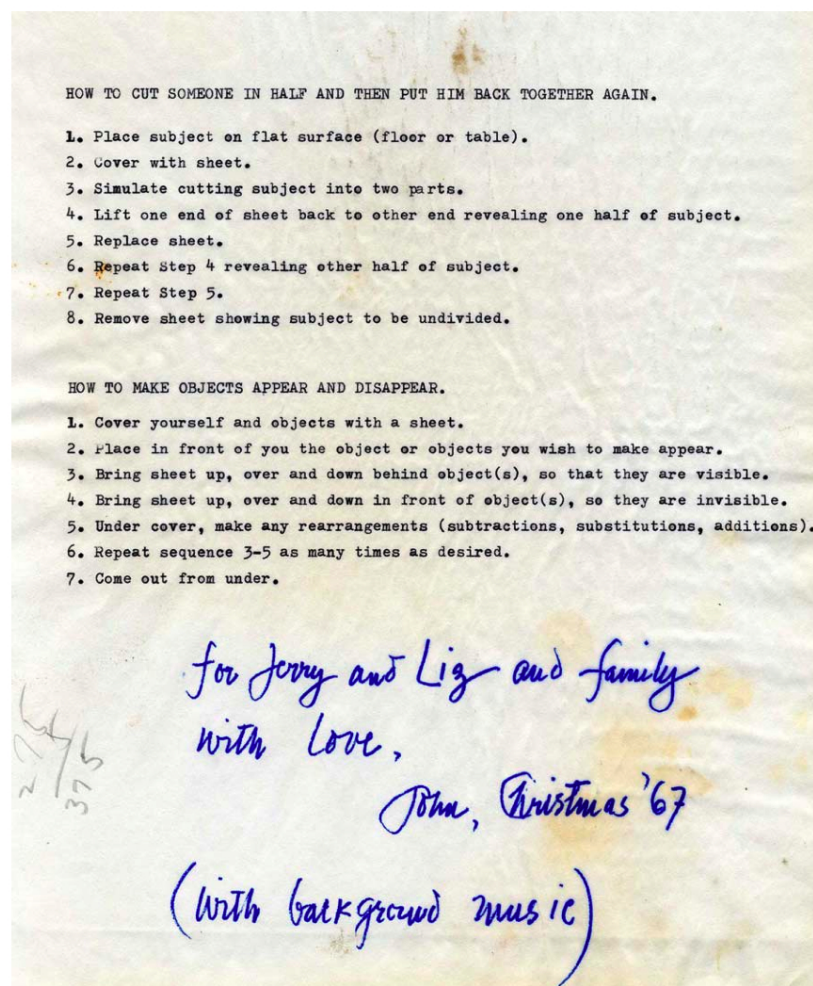 HOW TO CUT SOMEONE IN HALF AND THEN PUT HIM BACK TOGETHER AGAIN.
1. Place subject on flat surface (floor or table).
2. Cover with sheet.
3. Simulate cutting subject into two parts.
4. Lift one end of sheet back to other end revealing one half of subject.
5. Replace sheet.
6. Repeat Step 4 revealing other half of subject.
7. Repeat Step 5.
8. Remove sheet showing subject to be undivided.
HOW TO MAKE OBJECTS APPEAR AND DISAPPEAR.
1. Cover yourself and objects with a sheet.
2. Place in front of you the object or objects you wish to make appear.
3. Bring sheet up, over and down behind object(s), so that they are visible.
4. Bring sheet up, over and down in front of object(s), so they are invisible.
5. Under cover, make any rearrangements (subtractions, substitutions, additions).
6. Repeat sequence 3-5 as many times as desired.
7. Come out from under.
for Jerry and Liz and family
with love,
John, Christmas '67
(with background music)
375